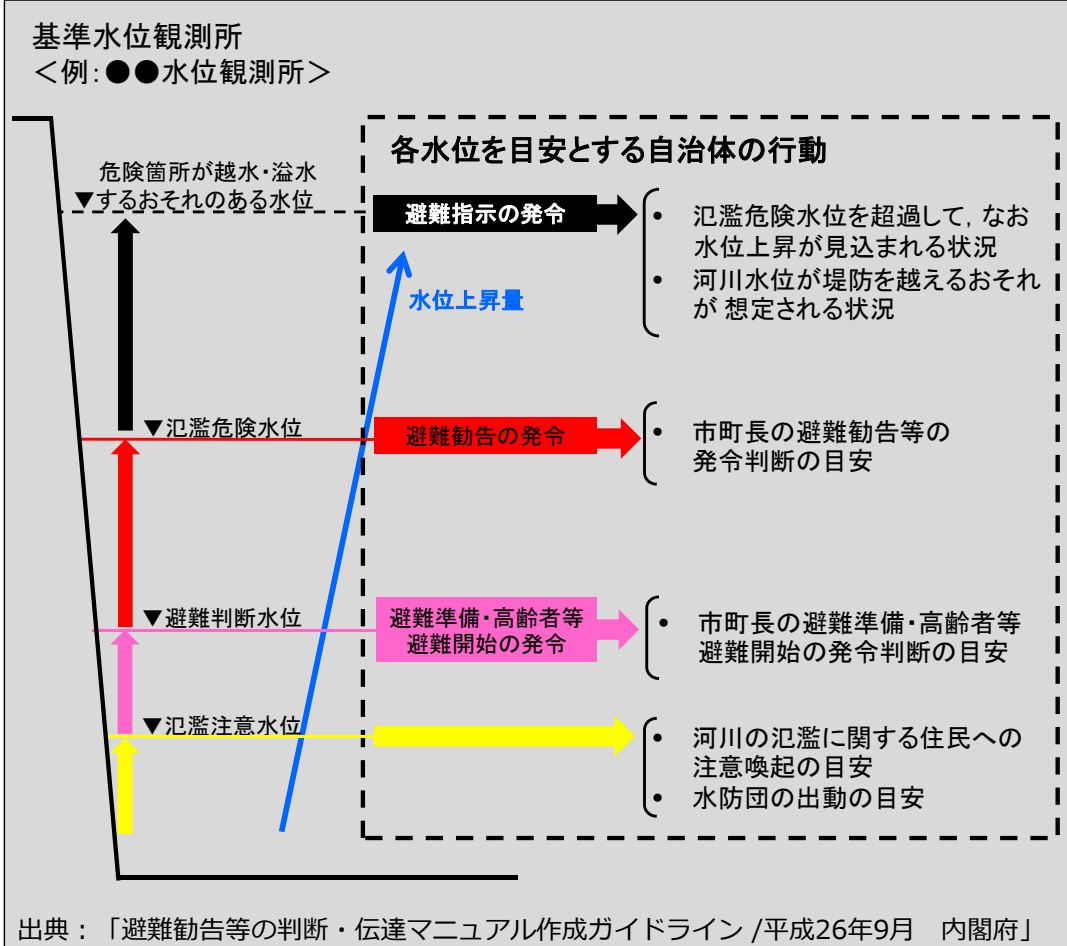 基準水位観測所
＜例：●●水位観測所＞
各水位を目安とする自治体の行動
危険箇所が越水・溢水
▼するおそれのある水位
避難指示の発令
• 氾濫危険水位を超過して，なお
水位上昇が見込まれる状況
• 河川水位が堤防を越えるおそれ
が 想定される状況
水位上昇量
▼氾濫危険水位
避難勧告の発令
• 市町長の避難勧告等の
発令判断の目安
▼避難判断水位
避難準備・高齢者等
避難開始の発令
• 市町長の避難準備・高齢者等
避難開始の発令判断の目安
▼氾濫注意水位
• 河川の氾濫に関する住民への
注意喚起の目安
• 水防団の出動の目安
出典：「避難勧告等の判断・伝達マニュアル作成ガイドライン /平成26年9月　内閣府」